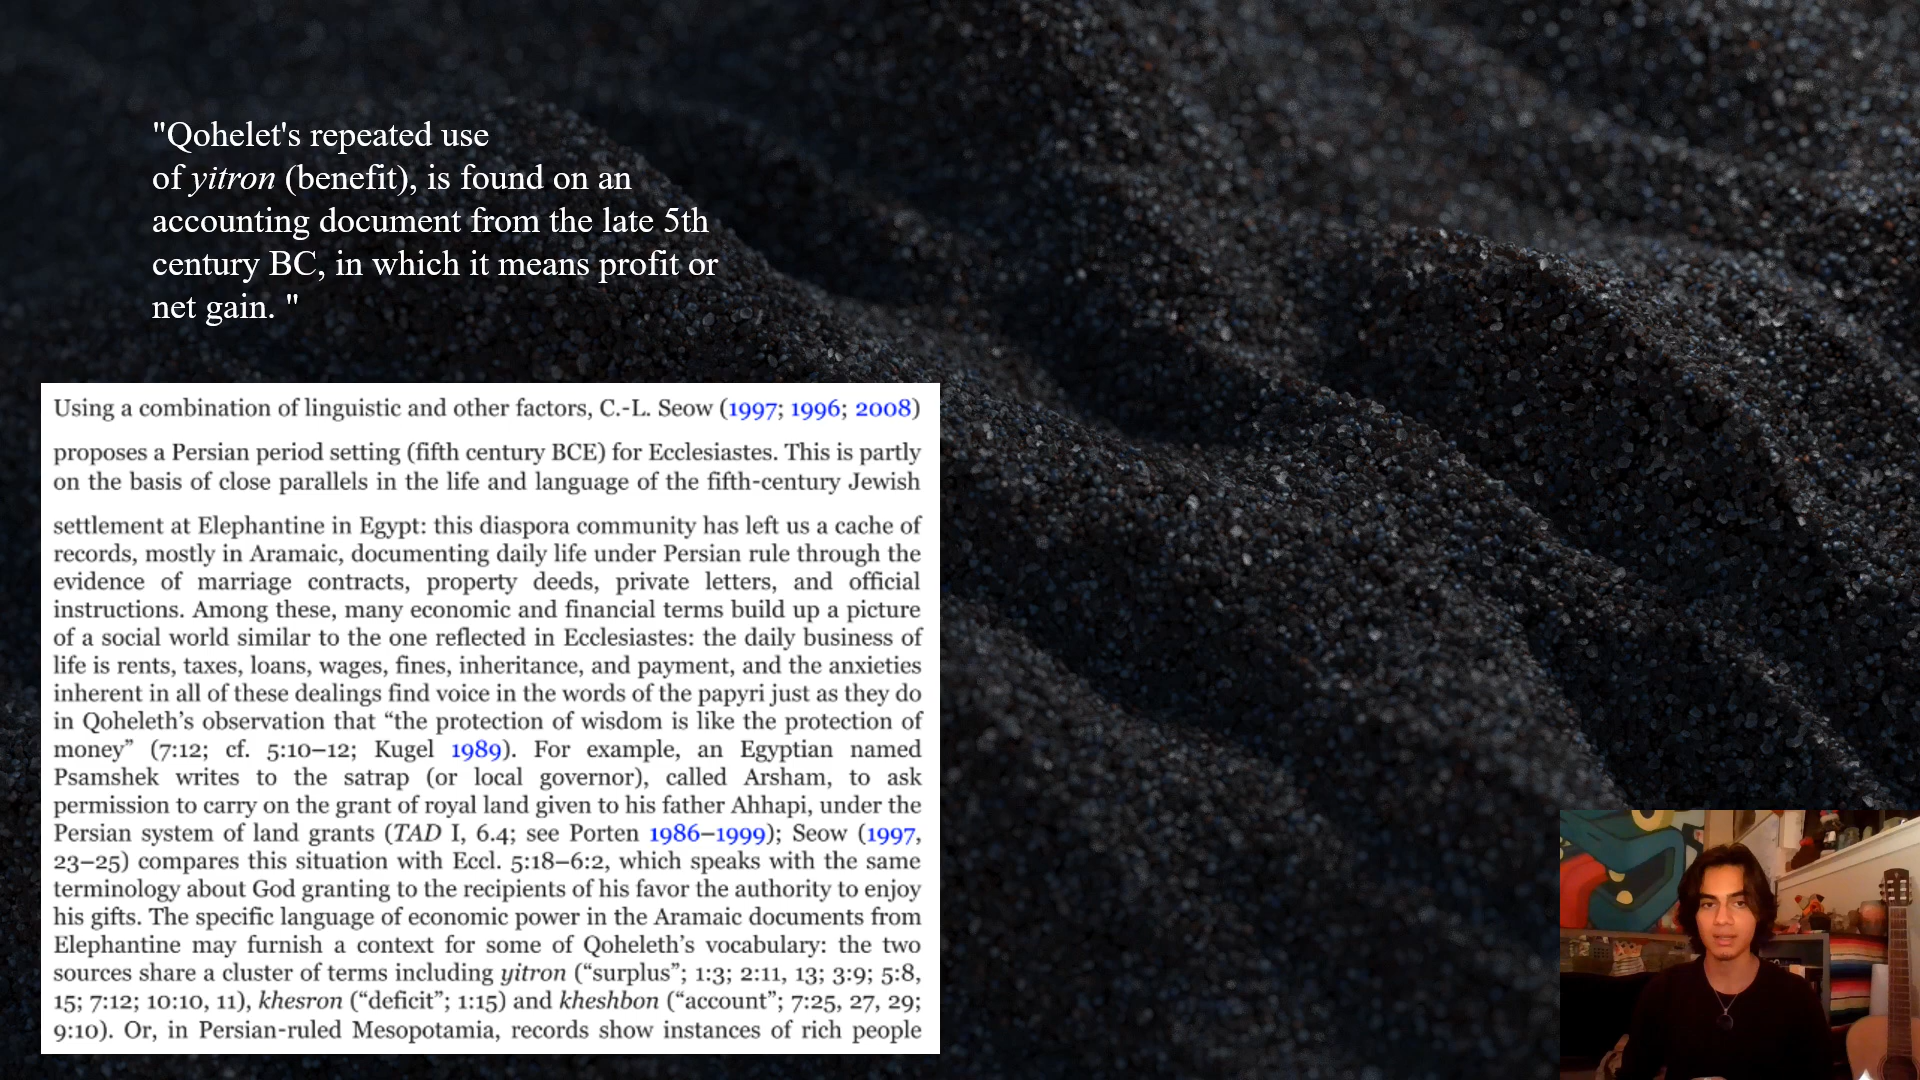 "Qohelet's repeated use
of yitron (benefit), is found on an
accounting document from the late 5th
century BC, in which it means profit or
net gain. "
Using a combination of linguistic and other factors, C.-L. Seow (1997; 1996; 2008)
proposes a Persian period setting (fifth century BCE) for Ecclesiastes. This is partly
on the basis of close parallels in the life and language of the fifth-century Jewish
settlement at Elephantine in Egypt: this diaspora community has left us a cache of
records, mostly in Aramaic, documenting daily life under Persian rule through the
evidence of marriage contracts, property deeds, private letters, and official
instructions. Among these, many economic and financial terms build up a picture
of a social world similar to the one reflected in Ecclesiastes: the daily business of
life is rents, taxes, loans, wages, fines, inheritance, and payment, and the anxieties
inherent in all of these dealings find voice in the words of the papyri just as they do
in Qoheleth’s observation that “the protection of wisdom is like the protection of
money” (7:12; cf. 5:10–12; Kugel 1989). For example, an Egyptian named
Psamshek writes to the satrap (or local governor), called Arsham, to ask
permission to carry on the grant of royal land given to his father Ahhapi, under the
Persian system of land grants (TAD I, 6.4; see Porten 1986–1999); Seow (1997,
23–25) compares this situation with Eccl. 5:18–6:2, which speaks with the same
terminology about God granting to the recipients of his favor the authority to enjoy
his gifts. The specific language of economic power in the Aramaic documents from
Elephantine may furnish a context for some of Qoheleth’s vocabulary: the two
sources share a cluster of terms including yitron (“surplus”; 1:3; 2:11, 13; 3:9; 5:8,
15; 7:12; 10:10, 11), khesron (“deficit”; 1:15) and kheshbon (“account”; 7:25, 27, 29;
9:10). Or, in Persian-ruled Mesopotamia, records show instances of rich people